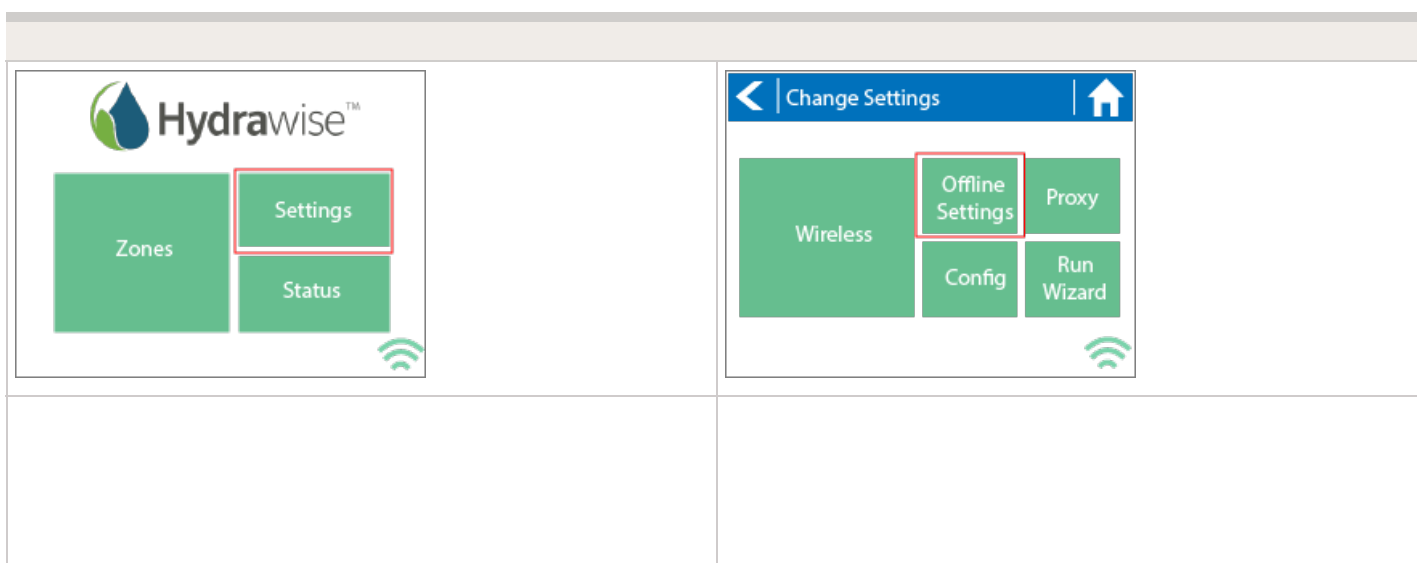 Hydrawise™
Settings
Zones
Status
Change Settings
Offline
Settings
Proxy
Wireless
Config
Run
Wizard